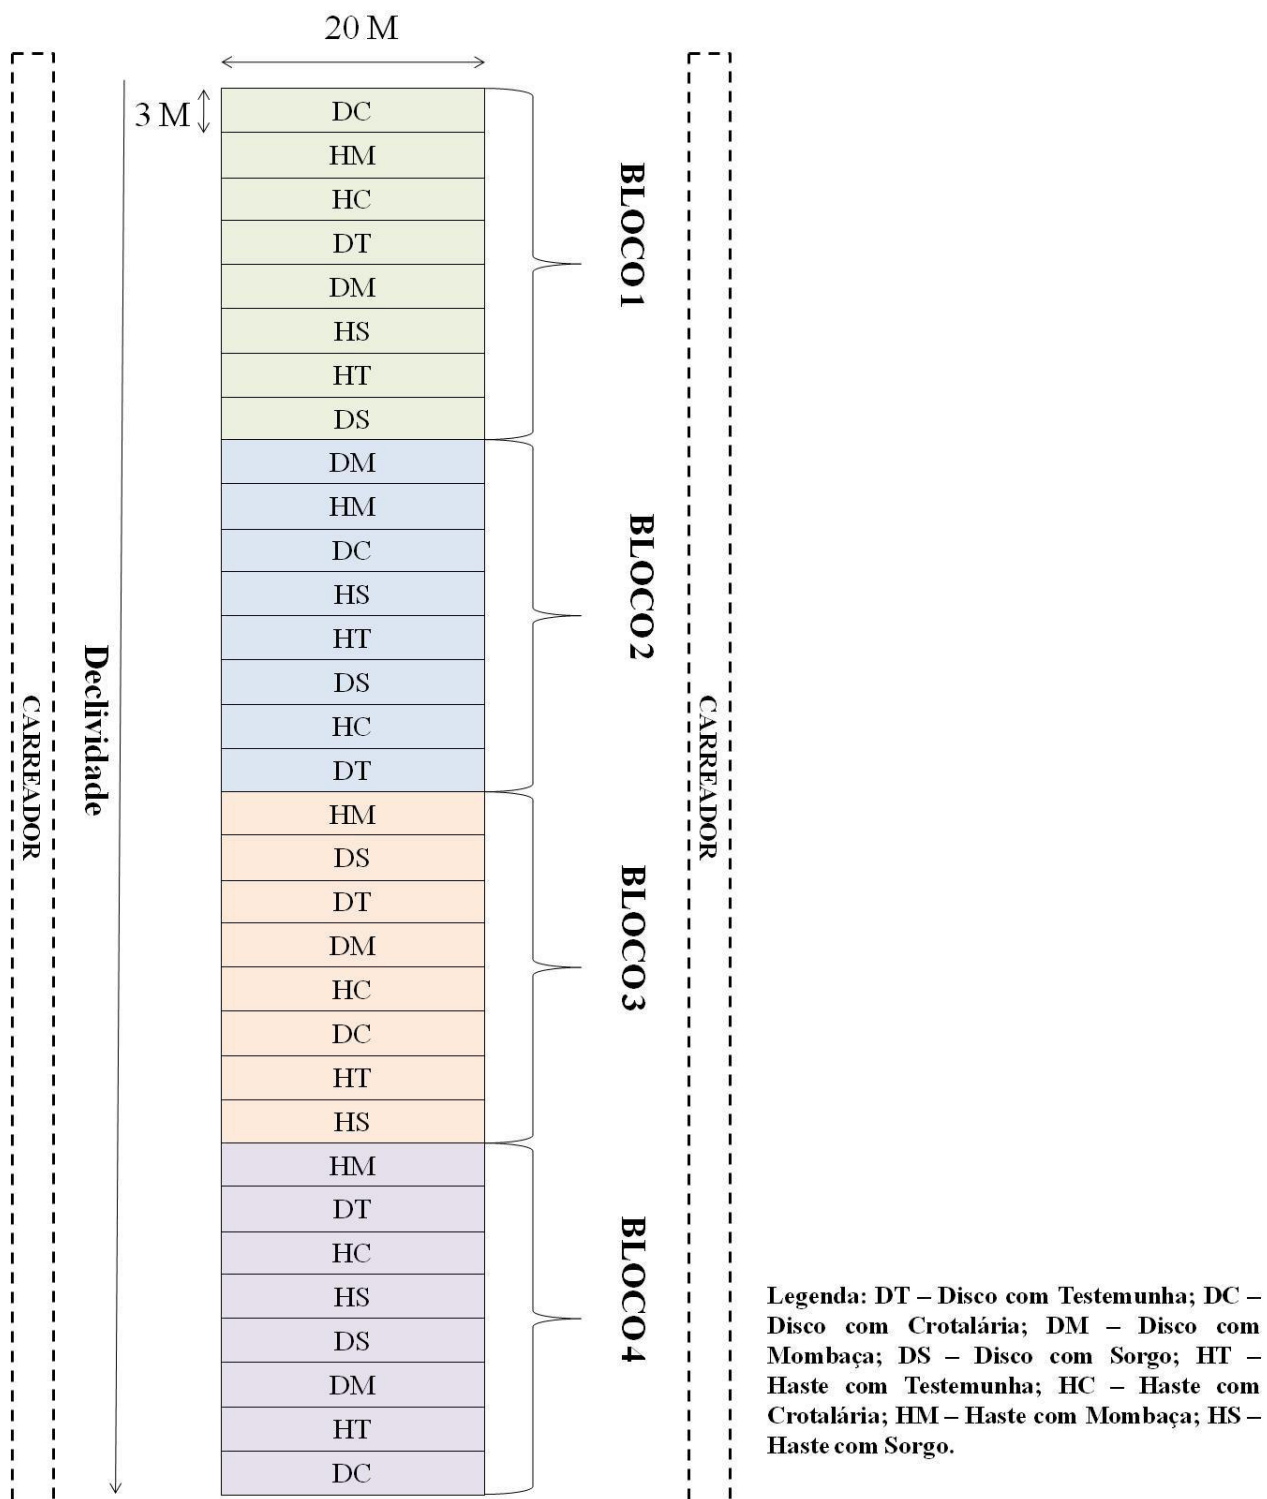 20 M
3 M
DC
HM
HC
DT
DM
HS
HT
DS
BLOCO 1
DM
HM
DC
HS
HT
DS
HC
DT
BLOCO 2
HM
DS
DT
DM
HC
DC
HT
HS
BLOCO 3
HM
DT
HC
HS
DS
DM
HT
DC
BLOCO 4
CARREADOR
Declividade
CARREADOR
Legenda: DT – Disco com Testemunha; DC –
Disco com Crotalária; DM – Disco com
Mombaça; DS – Disco com Sorgo; HT –
Haste com Testemunha; HC – Haste com
Crotalária; HM – Haste com Mombaça; HS –
Haste com Sorgo.